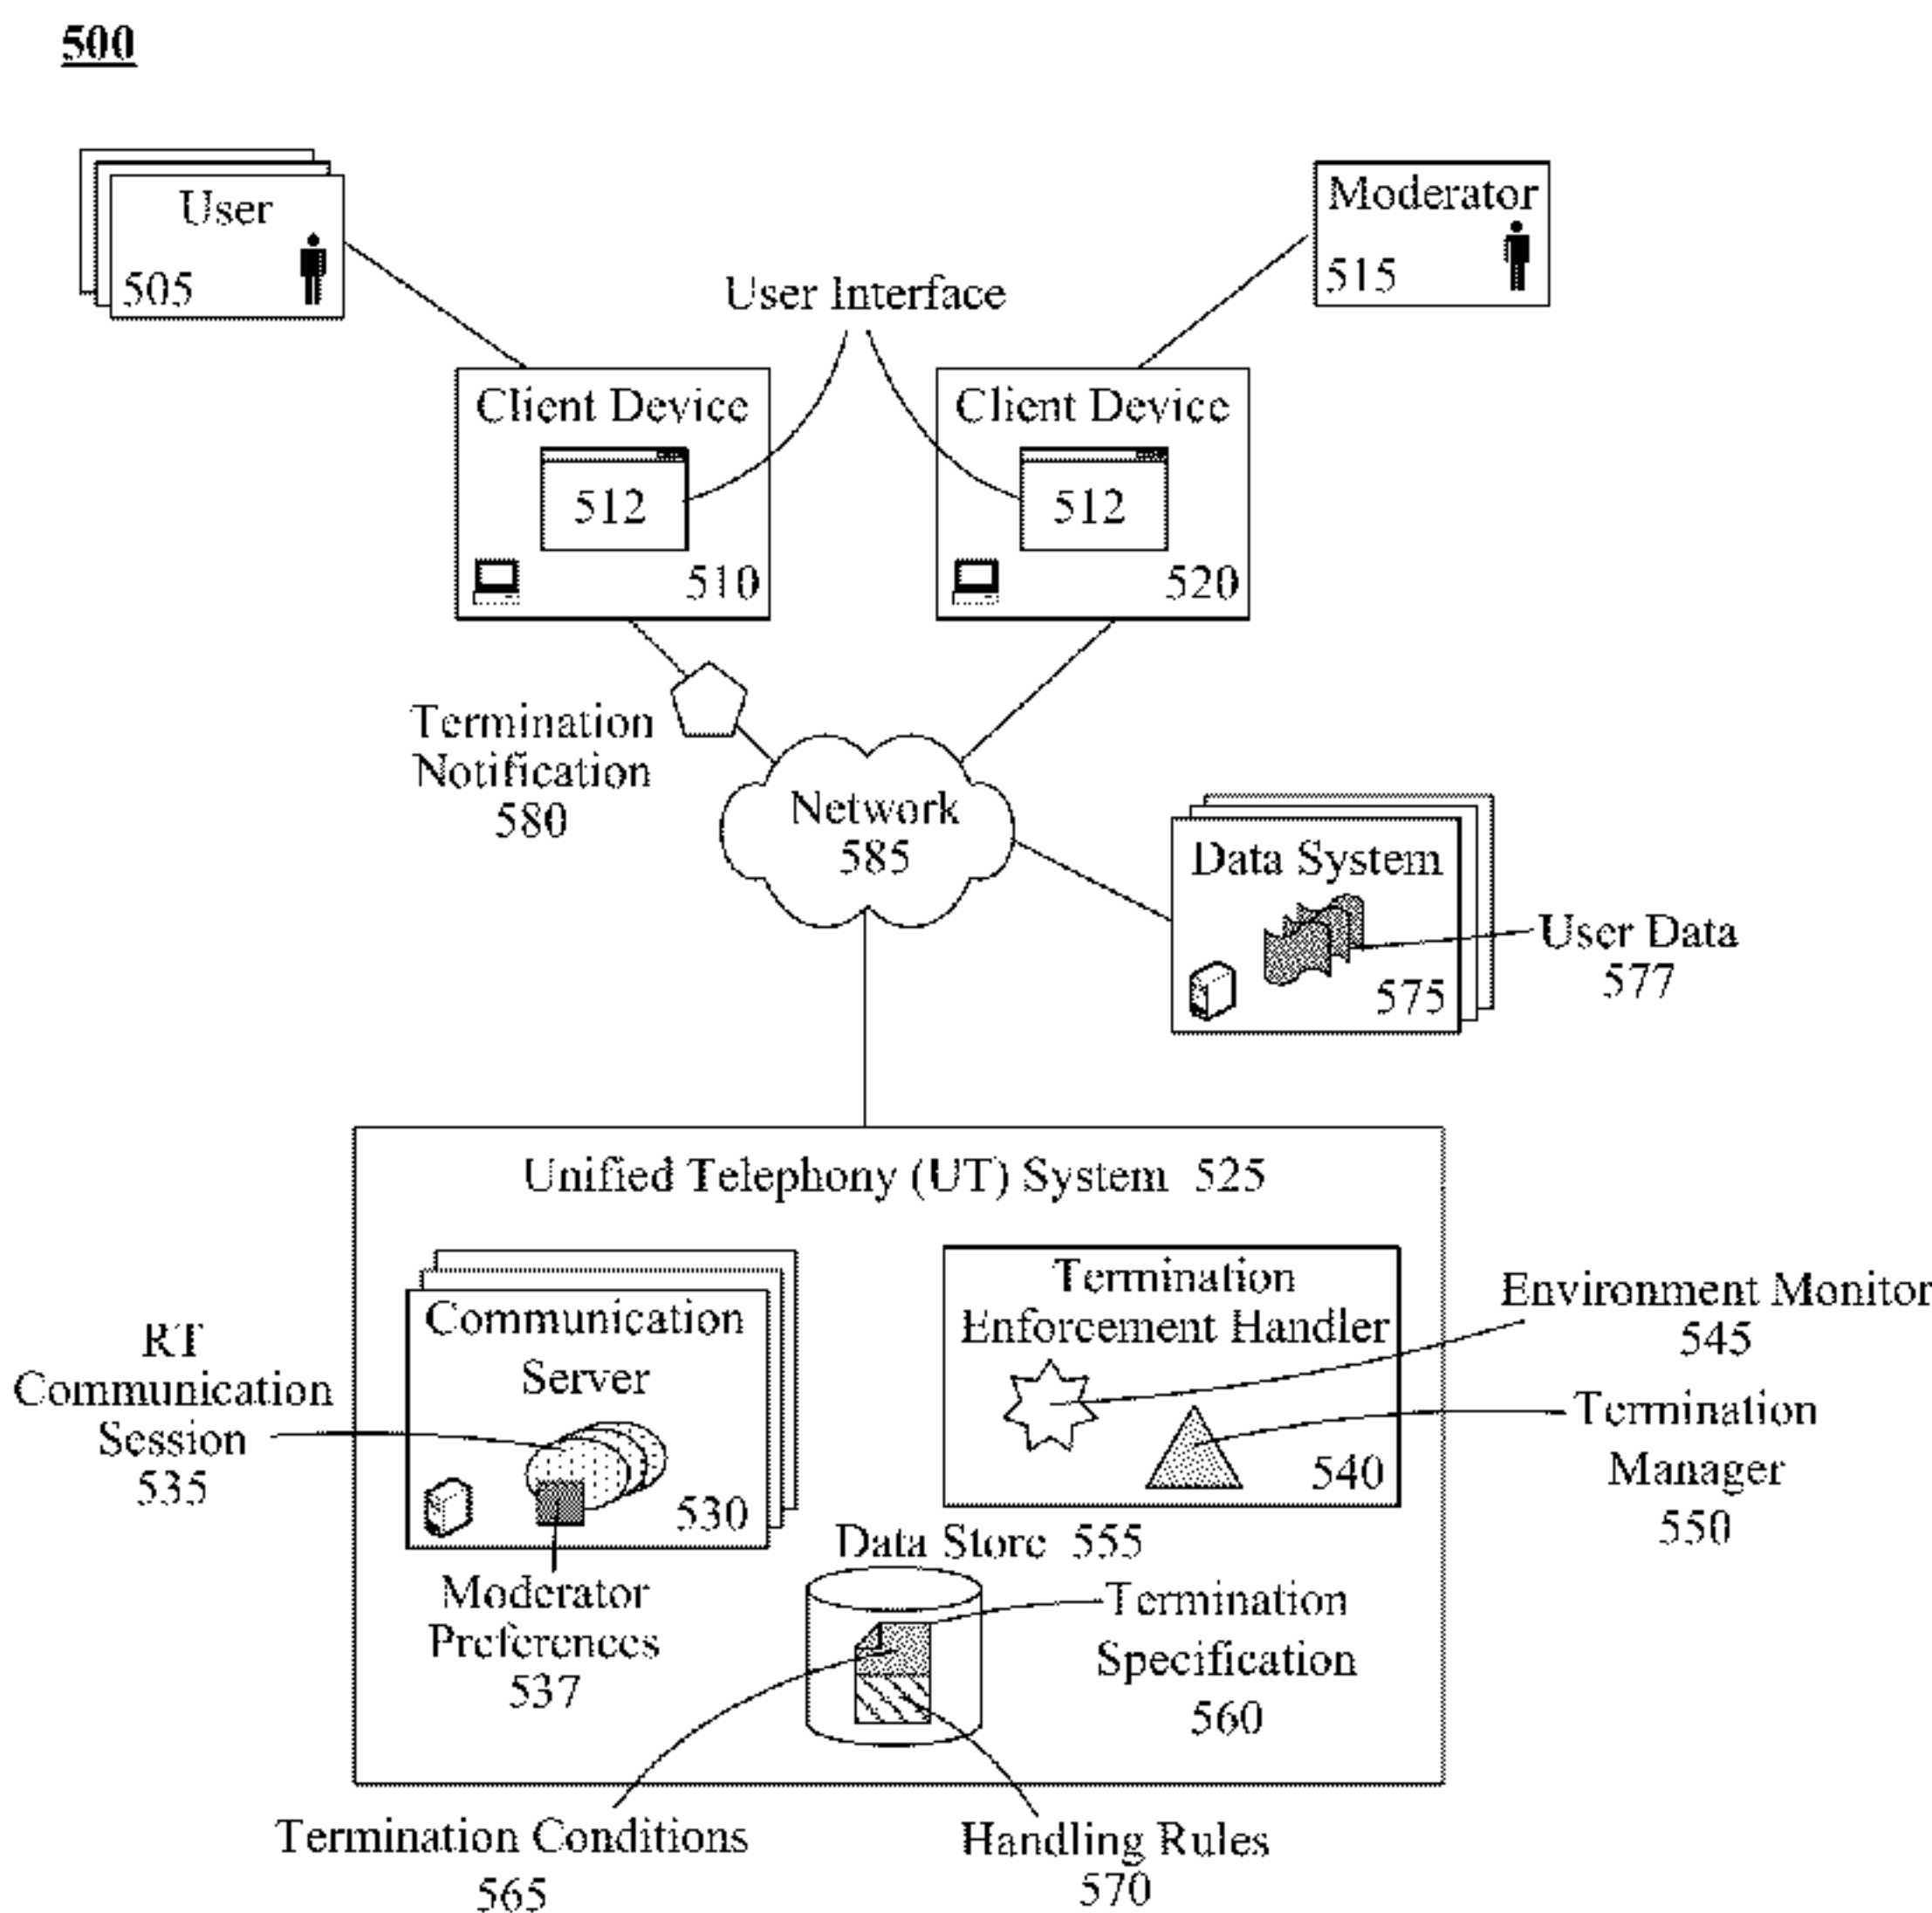 500
User
505
Moderator
515
User Interface
Client Device
512
510
Client Device
512
520
Termination
Notification
580
Network
585
Data System
575
User Data
577
Unified Telephony (UT) System 525
Communication
Server
530
RT
Communication
Session
535
Moderator
Preferences
537
Termination
Enforcement Handler
540
Environment Monitor
545
Termination
Manager
550
Data Store 555
Termination
Specification
560
Termination Conditions
565
Handling Rules
570